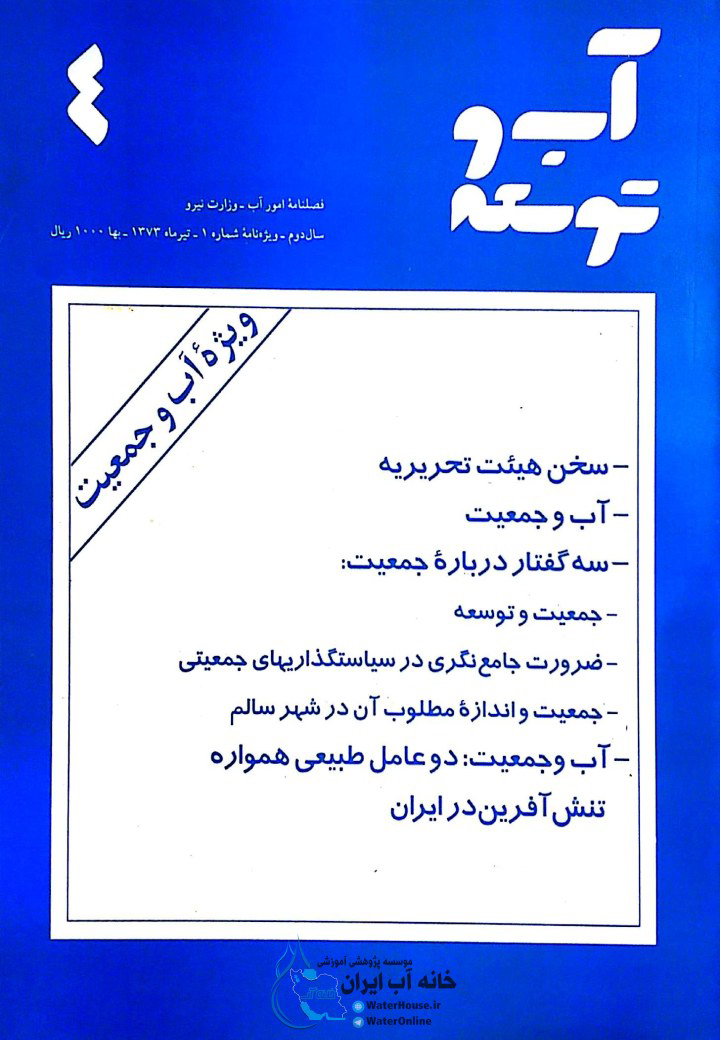 آب و
توسعه
۴
فصلنامهٔ امور آب ـ وزارت نیرو
سال دوم ـ ویژه‌نامهٔ شماره ۱ ـ تیرماه ۱۳۷۳ ـ بها ۱۰۰۰ ریال
ویژهٔ آب و جمعیت
– سخن هیئت تحریریه
– آب و جمعیت
– سه گفتار دربارهٔ جمعیت:
– جمعیت و توسعه
– ضرورت جامع‌نگری در سیاستگذاریهای جمعیتی
– جمعیت و اندازهٔ مطلوب آن در شهر سالم
– آب وجمعیت: دو عامل طبیعی همواره
تنش‌آفرین در ایران
موسسه پژوهشی آموزشی
خانه آب ایران
WaterHouse.ir
WaterOnline